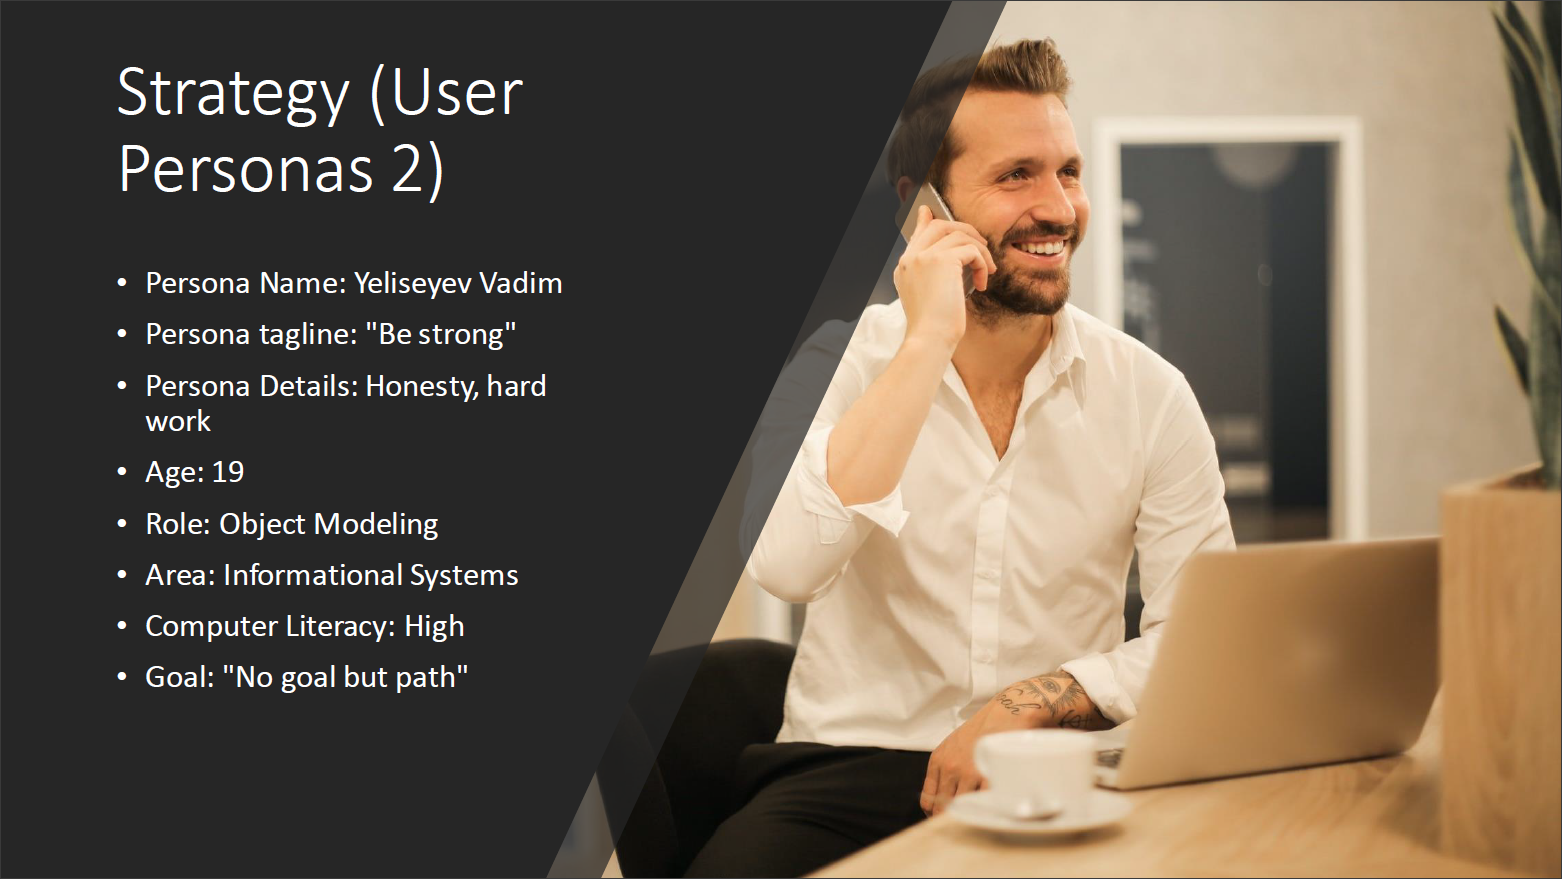 Strategy (User
Personas 2)
• Persona Name: Yeliseyev Vadim
• Persona tagline: "Be strong"
• Persona Details: Honesty, hard
work
• Age: 19
• Role: Object Modeling
• Area: Informational Systems
• Computer Literacy: High
• Goal: "No goal but path"